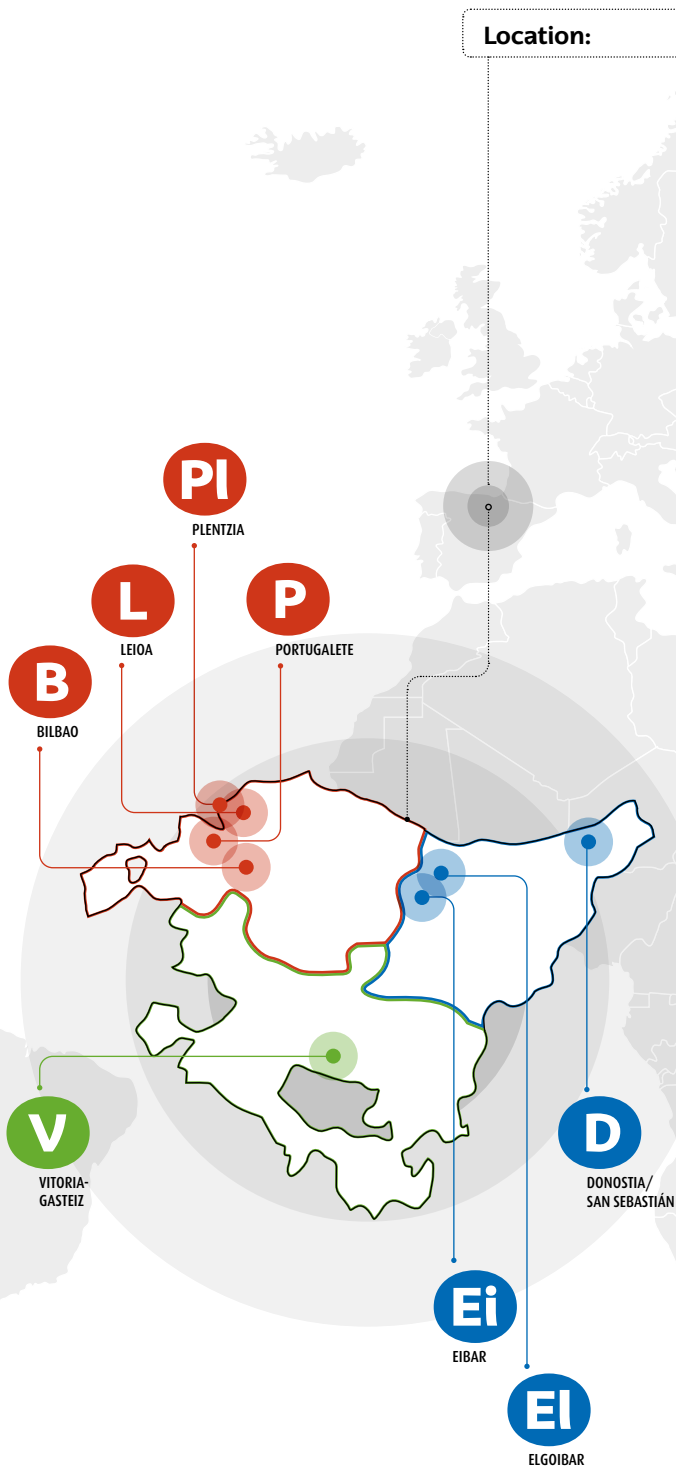 Location:
Pl
PLENTZIA
L
LEIOA
P
PORTUGALETE
B
BILBAO
V
VITORIA-
GASTEIZ
D
DONOSTIA/
SAN SEBASTIÁN
Ei
EIBAR
El
ELGOIBAR